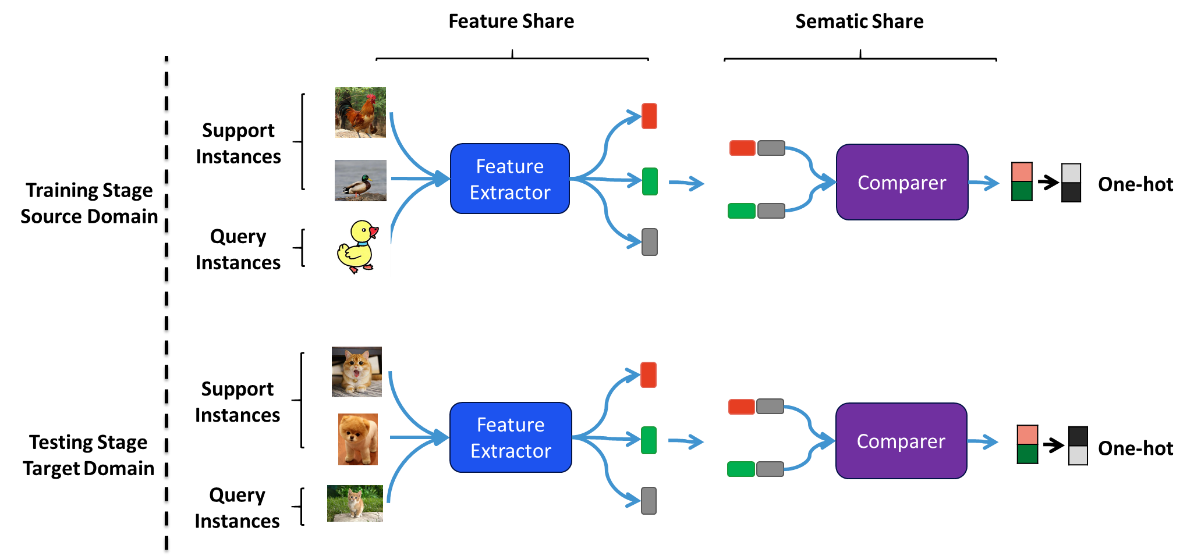 Feature Share
Sematic Share
Support
Instances
Feature
Extractor
Comparer
Training Stage
Source Domain
One-hot
Query
Instances
Support
Instances
Feature
Extractor
Comparer
Testing Stage
Target Domain
One-hot
Query
Instances